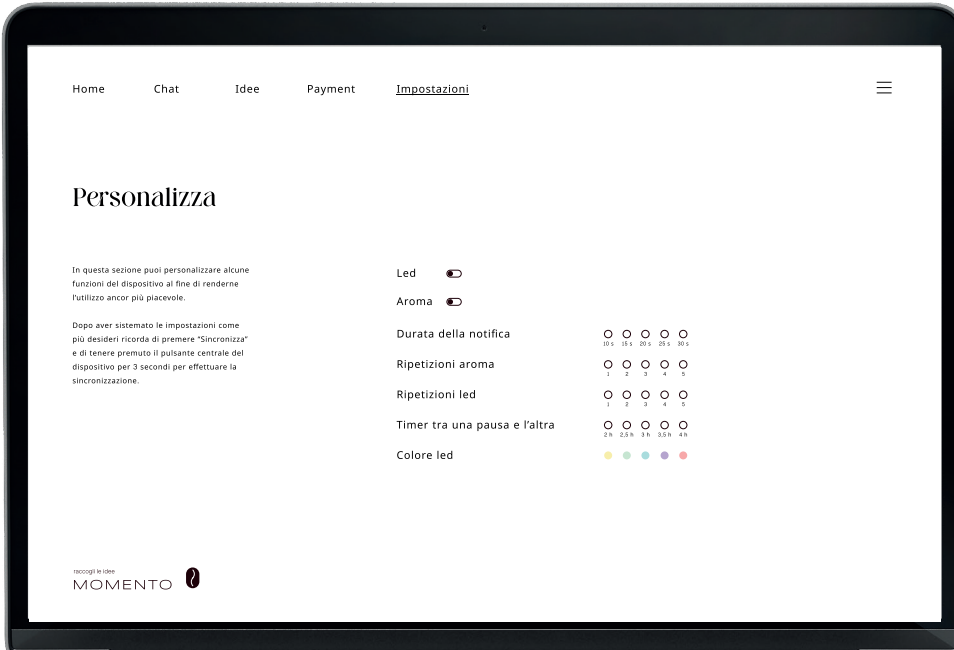 Home Chat Idee Payment Impostazioni
Personalizza
In questa sezione puoi personalizzare alcune
funzioni del dispositivo al fine di renderne
l'utilizzo ancor più piacevole.
Dopo aver sistemato le impostazioni come
più desideri ricorda di premere “Sincronizza”
e di tenere premuto il pulsante centrale del
dispositivo per 3 secondi per effettuare la
sincronizzazione.
Led
Aroma
Durata della notifica
10 s 15 s 20 s 25 s 30 s
Ripetizioni aroma
1 2 3 4 5
Ripetizioni led
1 2 3 4 5
Timer tra una pausa e l'altra
2 h 2,5 h 3 h 3,5 h 4 h
Colore led
raccogli le idee
MOMENTO